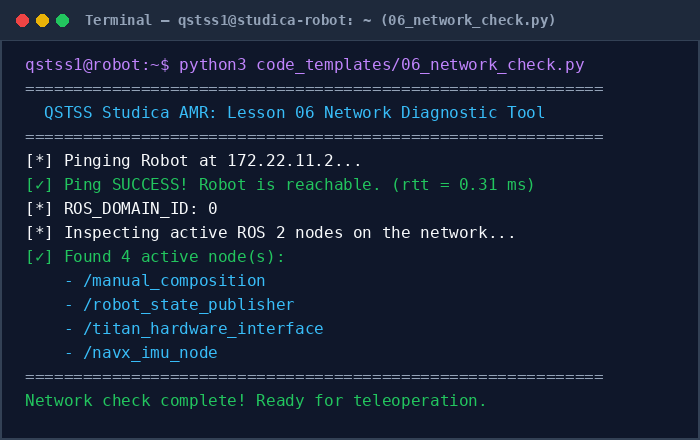 Terminal — qstss1@studica-robot: ~ (06_network_check.py)
qstss1@robot:~$ python3 code_templates/06_network_check.py
============================================================
  QSTSS Studica AMR: Lesson 06 Network Diagnostic Tool
============================================================
[*] Pinging Robot at 172.22.11.2...
[✓] Ping SUCCESS! Robot is reachable. (rtt = 0.31 ms)
[*] ROS_DOMAIN_ID: 0
[*] Inspecting active ROS 2 nodes on the network...
[✓] Found 4 active node(s):
    - /manual_composition
    - /robot_state_publisher
    - /titan_hardware_interface
    - /navx_imu_node
============================================================
Network check complete! Ready for teleoperation.